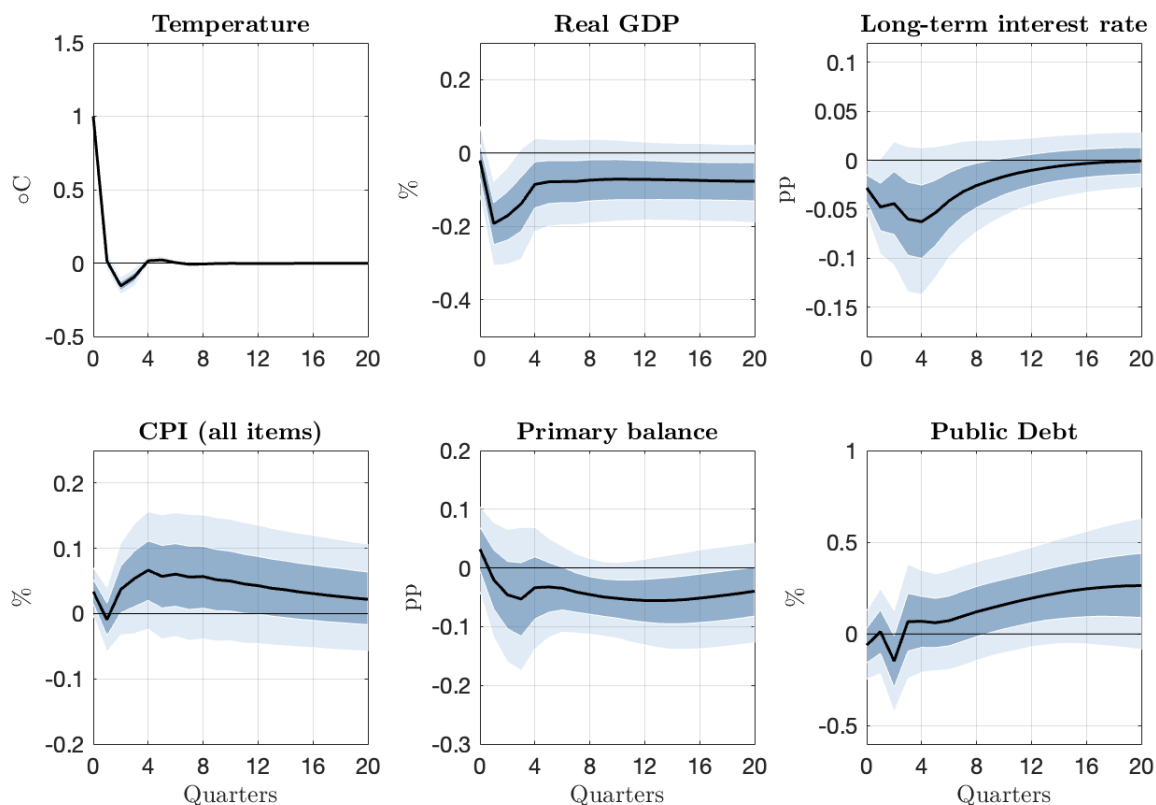 Temperature
1.5
1
0.5
0
-0.5
oC
0 4 8 12 16 20
Real GDP
0.2
0
-0.2
-0.4
%
0 4 8 12 16 20
Long-term interest rate
0.1
0.05
0
-0.05
-0.1
-0.15
pp
0 4 8 12 16 20
CPI (all items)
0.2
0.1
0
-0.1
-0.2
%
0 4 8 12 16 20
Quarters
Primary balance
0.2
0.1
0
-0.1
-0.2
-0.3
pp
0 4 8 12 16 20
Quarters
Public Debt
1
0.5
0
-0.5
%
0 4 8 12 16 20
Quarters